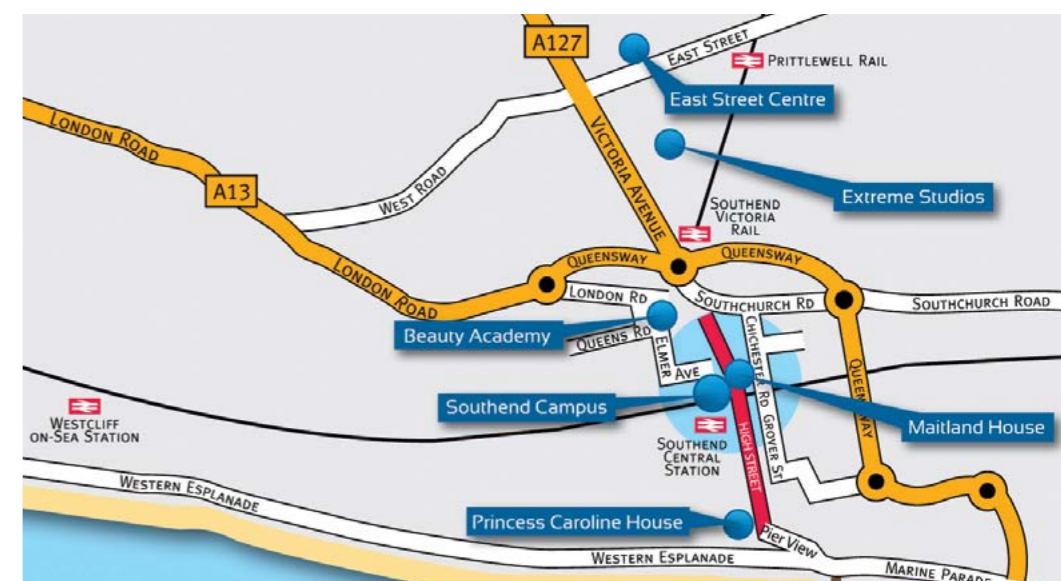 A127
EAST STREET
PRITTLEWELL RAIL
East Street Centre
LONDON ROAD
VICTORIA AVENUE
A13
WEST ROAD
Extreme Studios
SOUTHEND
VICTORIA
RAIL
LONDON ROAD
QUEENSWAY
QUEENSWAY
LONDON RD
SOUTHCHURCH RD
SOUTHCHURCH ROAD
Beauty Academy
QUEENS RD
ELMER
AVE
CHICHESTER RD
QUEENSWAY
Southend Campus
Maitland House
WESTCLIFF
ON-SEA STATION
SOUTHEND
CENTRAL
STATION
HIGH STREET
GROVER ST
WESTERN ESPLANADE
Princess Caroline House
Pier View
WESTERN ESPLANADE
MARINE PARADE